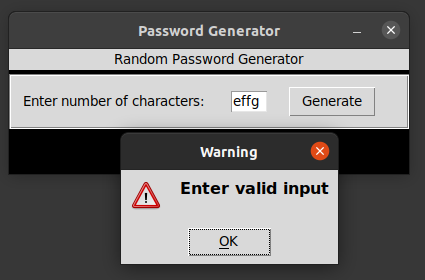 Password Generator
Random Password Generator
Enter number of characters: effg Generate
Warning
Enter valid input
OK